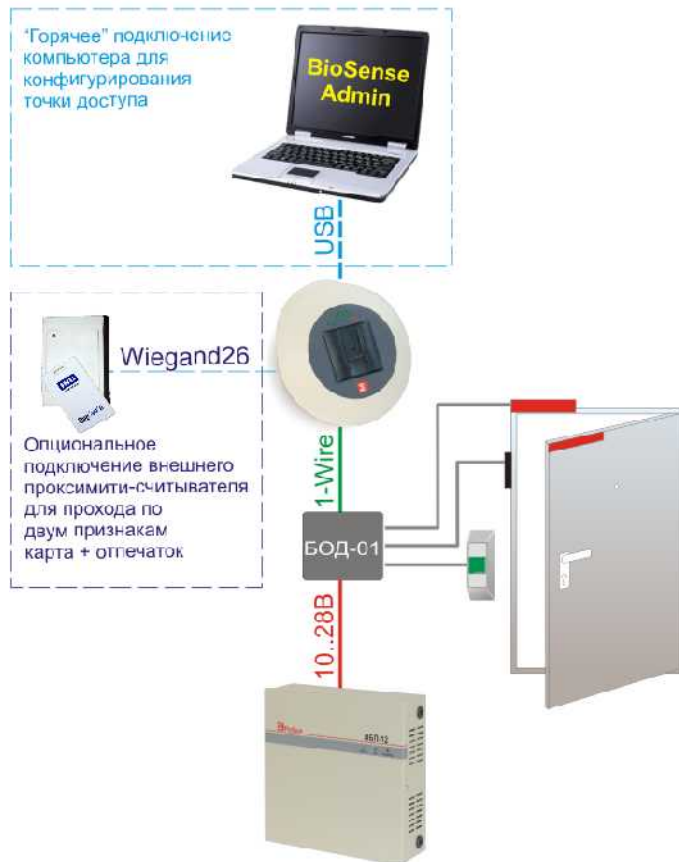 "Горячее" подключение
компьютера для
конфигурирования
точки доступа
BioSense
Admin
USB
Wiegand26
Опциональное
подключение внешнего
проксимити-считывателя
для прохода по
двум признакам
карта + отпечаток
1-Wire
БОД-01
10..28В